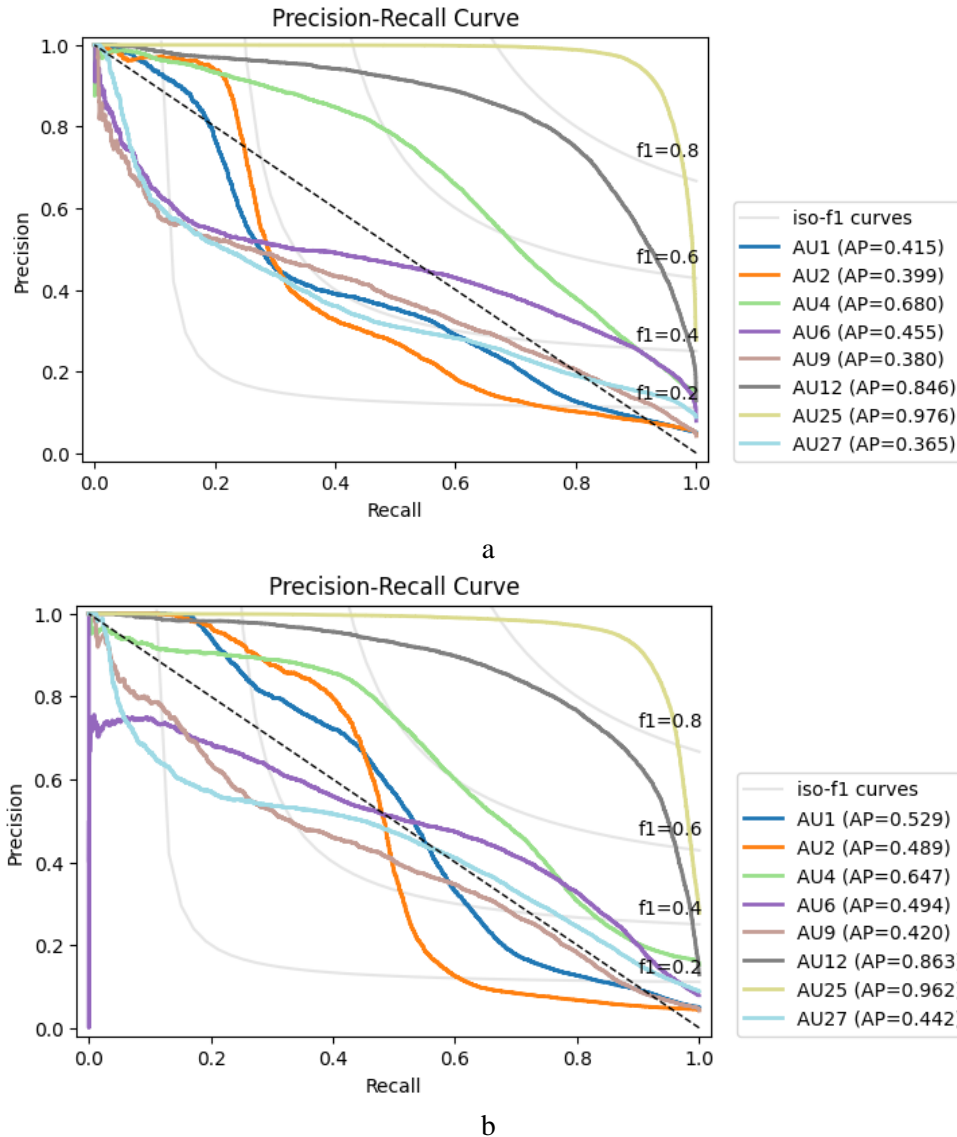 Precision-Recall Curve
1.0
0.8
0.6
0.4
0.2
0.0
Precision
f1=0.8
f1=0.6
f1=0.4
f1=0.2
0.0 0.2 0.4 0.6 0.8 1.0
Recall
iso-f1 curves
AU1 (AP=0.415)
AU2 (AP=0.399)
AU4 (AP=0.680)
AU6 (AP=0.455)
AU9 (AP=0.380)
AU12 (AP=0.846)
AU25 (AP=0.976)
AU27 (AP=0.365)
a
Precision-Recall Curve
1.0
0.8
0.6
0.4
0.2
0.0
Precision
f1=0.8
f1=0.6
f1=0.4
f1=0.2
0.0 0.2 0.4 0.6 0.8 1.0
Recall
iso-f1 curves
AU1 (AP=0.529)
AU2 (AP=0.489)
AU4 (AP=0.647)
AU6 (AP=0.494)
AU9 (AP=0.420)
AU12 (AP=0.863)
AU25 (AP=0.962)
AU27 (AP=0.442)
b